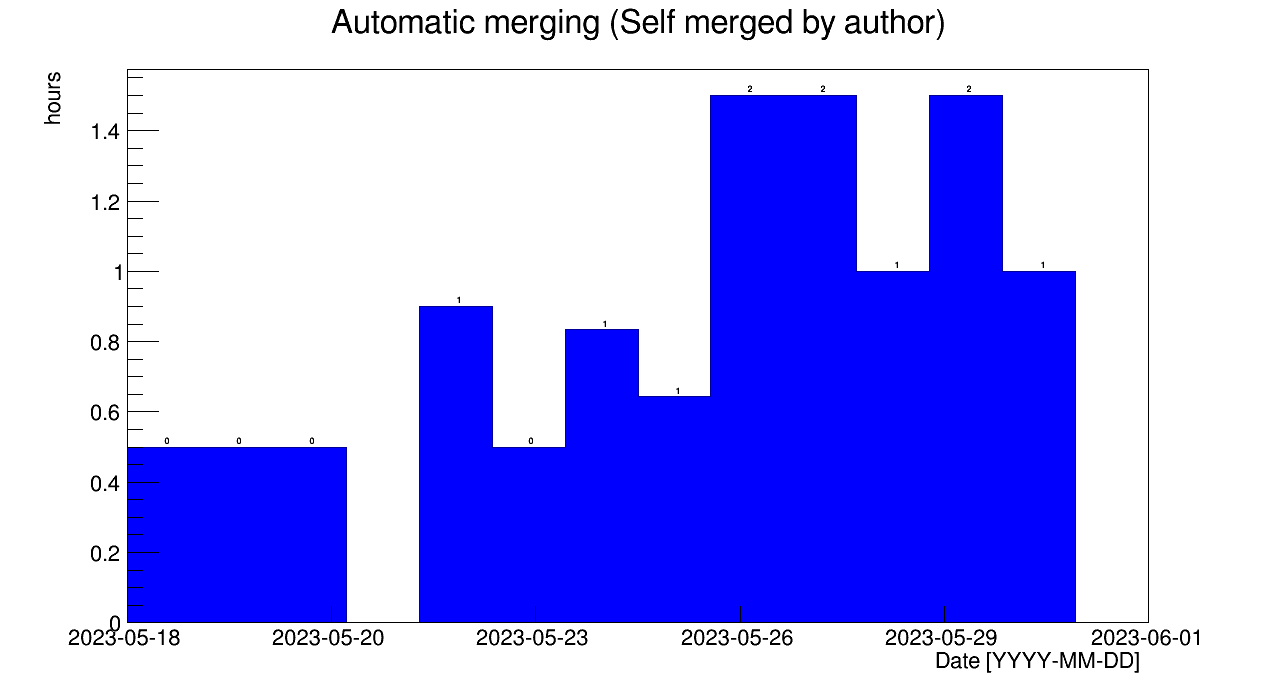 Automatic merging (Self merged by author)
hours
1.4
1.2
1
0.8
0.6
0.4
0.2
0
2 2 2
1 1
1
1
1
0 0 0 0
2023-05-18 2023-05-20 2023-05-23 2023-05-26 2023-05-29 2023-06-01
Date [YYYY-MM-DD]